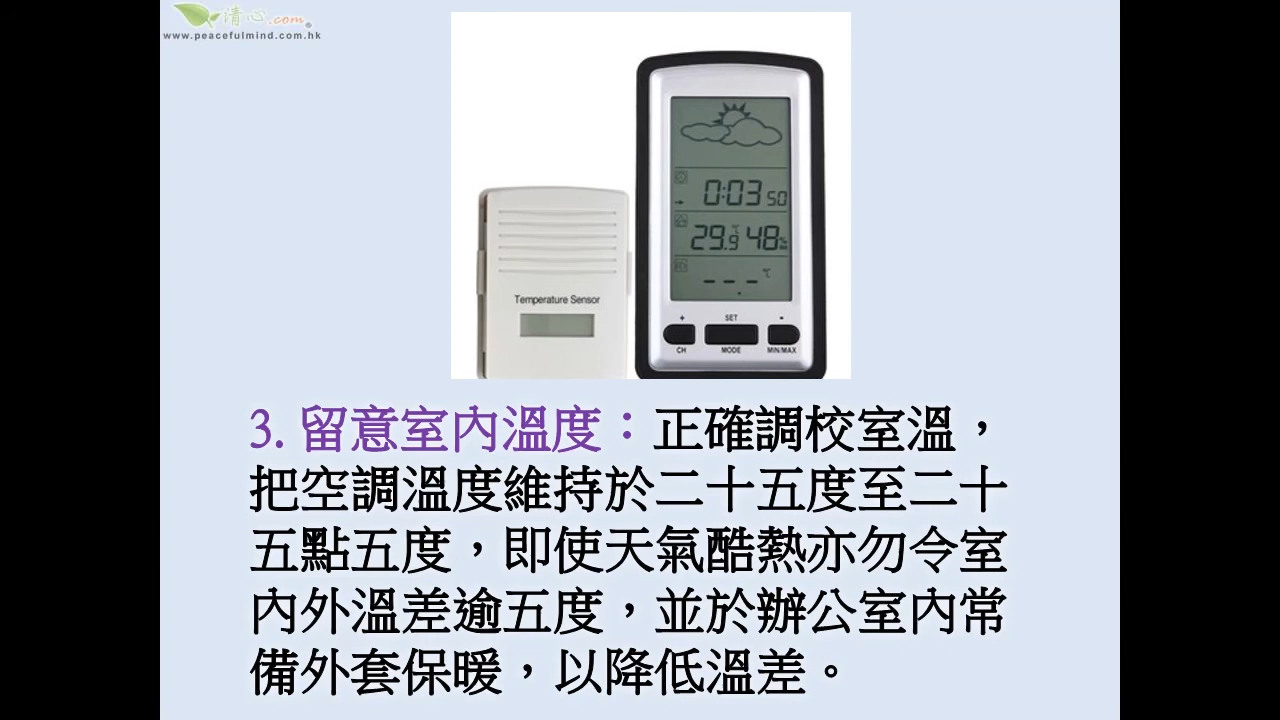 清心.com®
www.peacefulmind.com.hk
0:03 50
29.9 ℃ 48%
- - - ℃
Temperature Sensor
+ SET -
CH MODE MIN/MAX
3. 留意室內溫度：正確調校室溫，
把空調溫度維持於二十五度至二十
五點五度，即使天氣酷熱亦勿令室
內外溫差逾五度，並於辦公室內常
備外套保暖，以降低溫差。